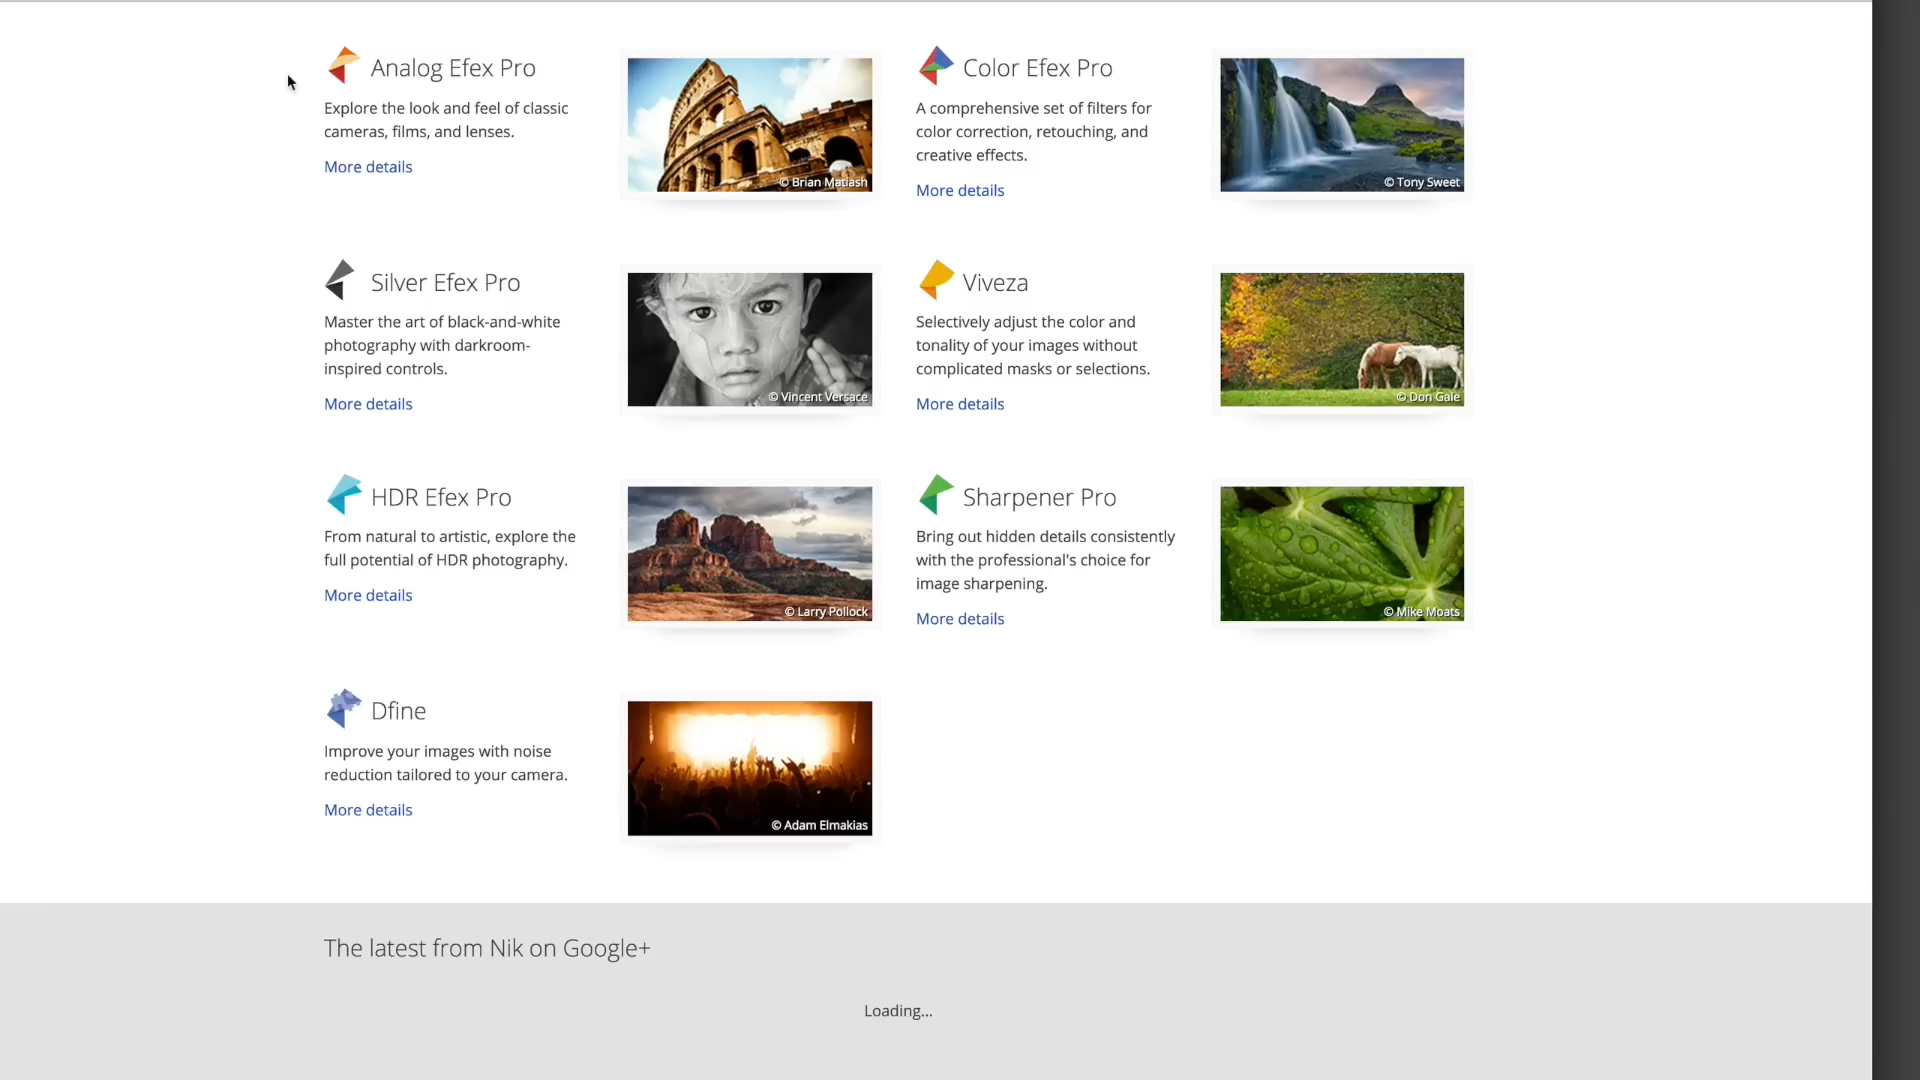 Analog Efex Pro
Explore the look and feel of classic
cameras, films, and lenses.
More details
© Brian Matiash
Color Efex Pro
A comprehensive set of filters for
color correction, retouching, and
creative effects.
More details
© Tony Sweet
Silver Efex Pro
Master the art of black-and-white
photography with darkroom-
inspired controls.
More details
© Vincent Versace
Viveza
Selectively adjust the color and
tonality of your images without
complicated masks or selections.
More details
© Don Gale
HDR Efex Pro
From natural to artistic, explore the
full potential of HDR photography.
More details
© Larry Pollock
Sharpener Pro
Bring out hidden details consistently
with the professional's choice for
image sharpening.
More details
© Mike Moats
Dfine
Improve your images with noise
reduction tailored to your camera.
More details
© Adam Elmakias
The latest from Nik on Google+
Loading...